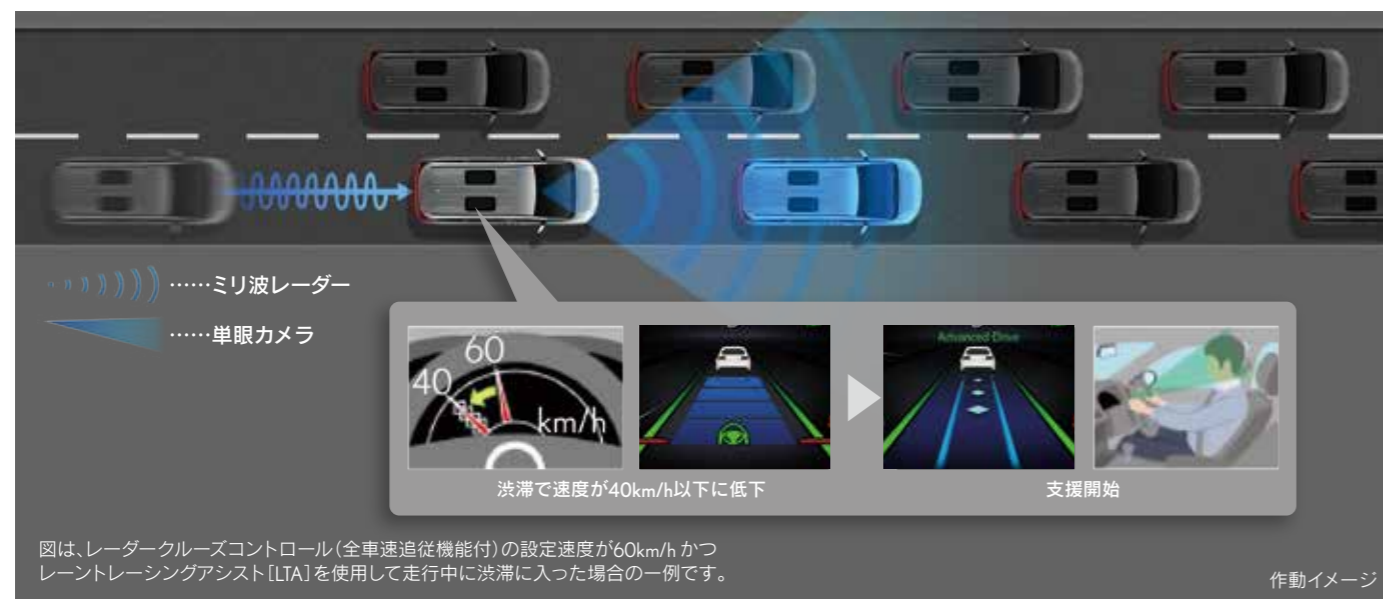 ……ミリ波レーダー
……単眼カメラ
60
40
km/h
Advanced Drive
渋滞で速度が40km/h以下に低下
支援開始
図は、レーダークルーズコントロール（全車速追従機能付）の設定速度が60km/h かつ
レーントレーシングアシスト［LTA］を使用して走行中に渋滞に入った場合の一例です。
作動イメージ